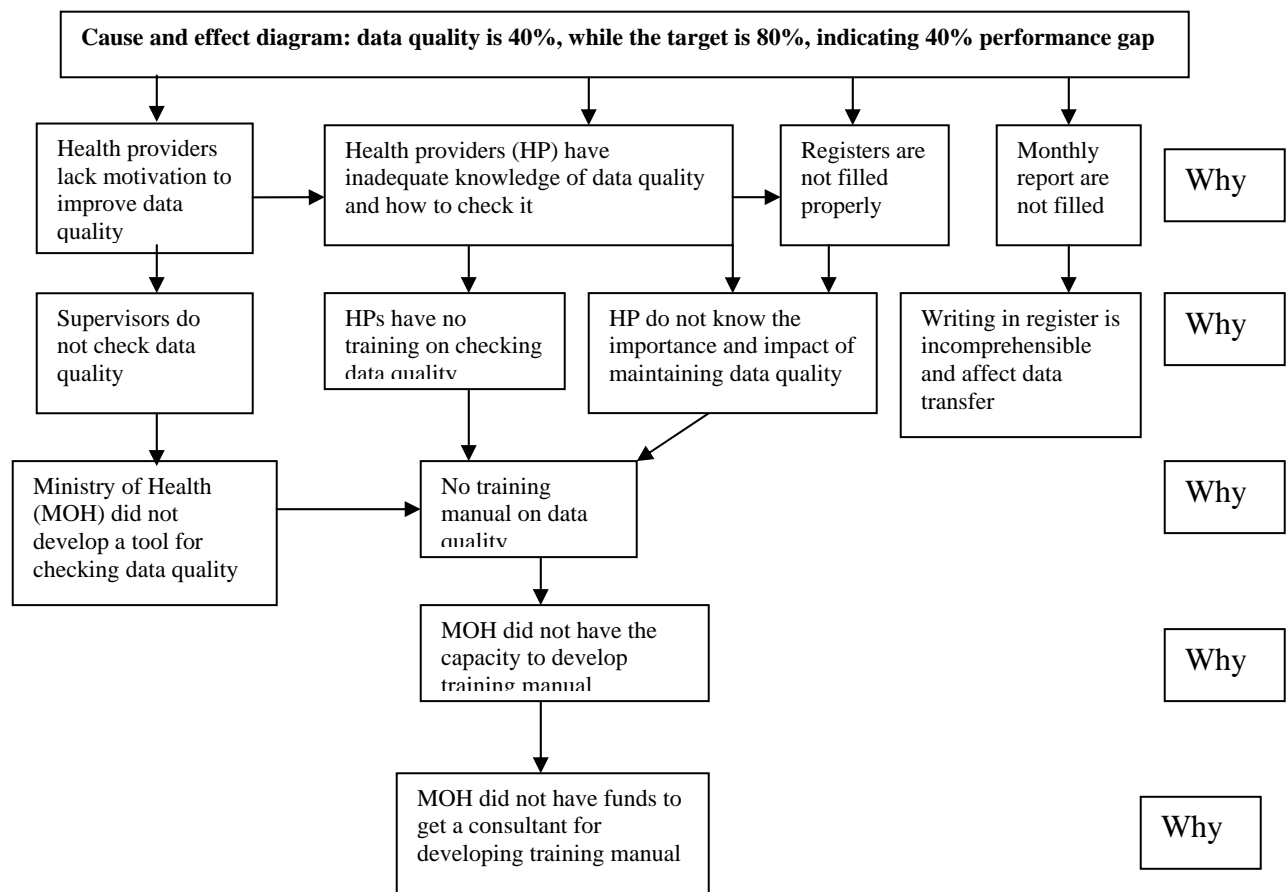 Cause and effect diagram: data quality is 40%, while the target is 80%, indicating 40% performance gap
Health providers
lack motivation to
improve data
quality
Health providers (HP) have
inadequate knowledge of data quality
and how to check it
Registers are
not filled
properly
Monthly
report are
not filled
Why
Supervisors do
not check data
quality
HPs have no
training on checking
data quality
HP do not know the
importance and impact of
maintaining data quality
Writing in register is
incomprehensible
and affect data
transfer
Why
Ministry of Health
(MOH) did not
develop a tool for
checking data quality
No training
manual on data
quality
Why
MOH did not have the
capacity to develop
training manual
Why
MOH did not have funds to
get a consultant for
developing training manual
Why